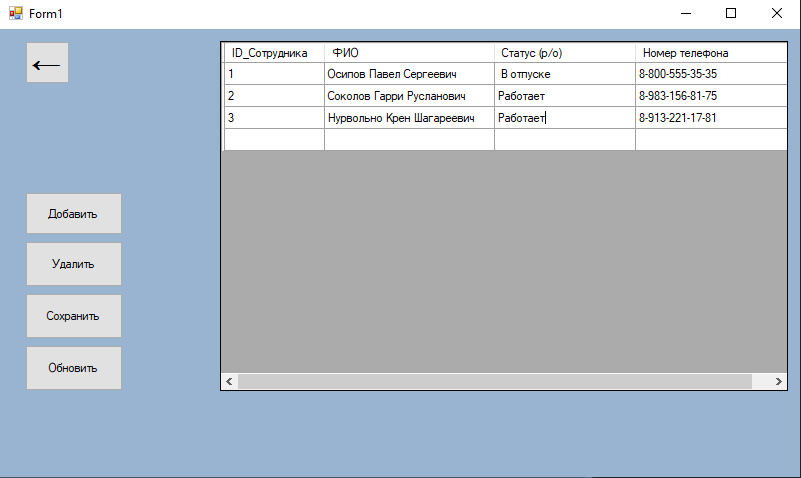 Form1
←
ID_Сотрудника ФИО Статус (р/о) Номер телефона
1 Осипов Павел Сергеевич В отпуске 8-800-555-35-35
2 Соколов Гарри Русланович Работает 8-983-156-81-75
3 Нурвольно Крен Шагареевич Работает 8-913-221-17-81
Добавить
Удалить
Сохранить
Обновить